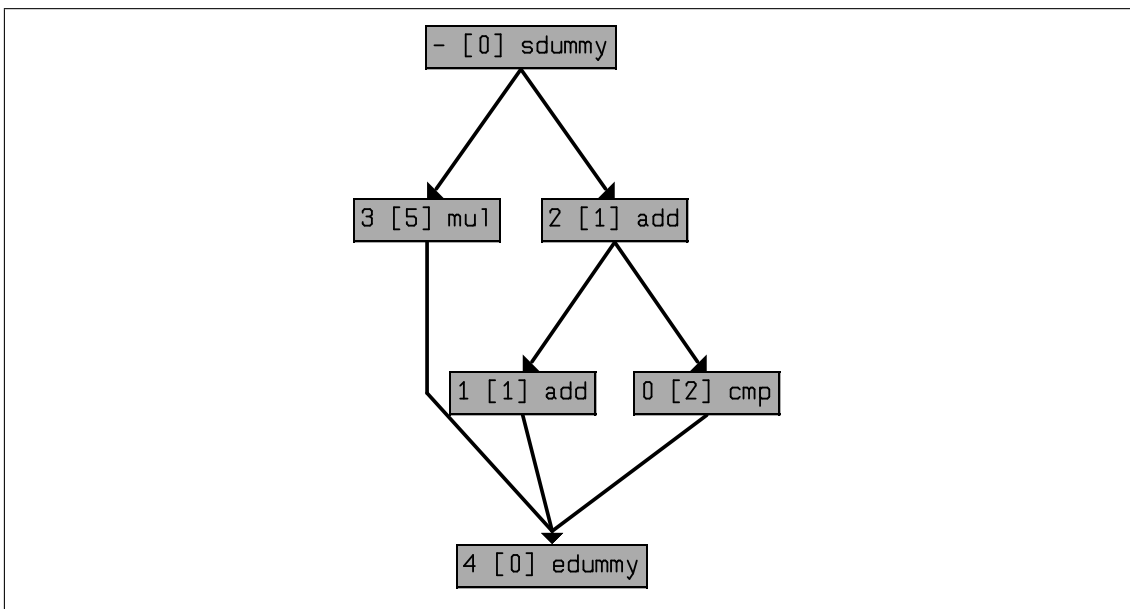 - [0] sdummy
3 [5] mul
2 [1] add
1 [1] add
0 [2] cmp
4 [0] edummy